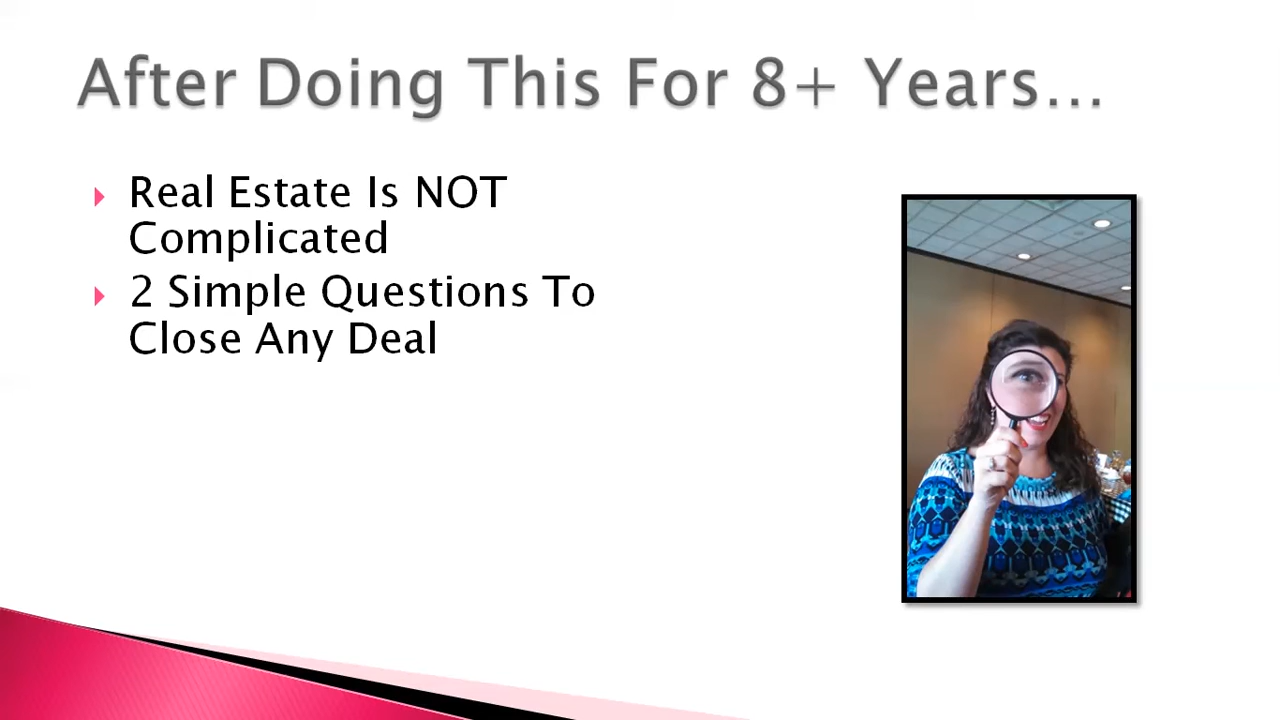 After Doing This For 8+ Years...
Real Estate Is NOT
Complicated
2 Simple Questions To
Close Any Deal